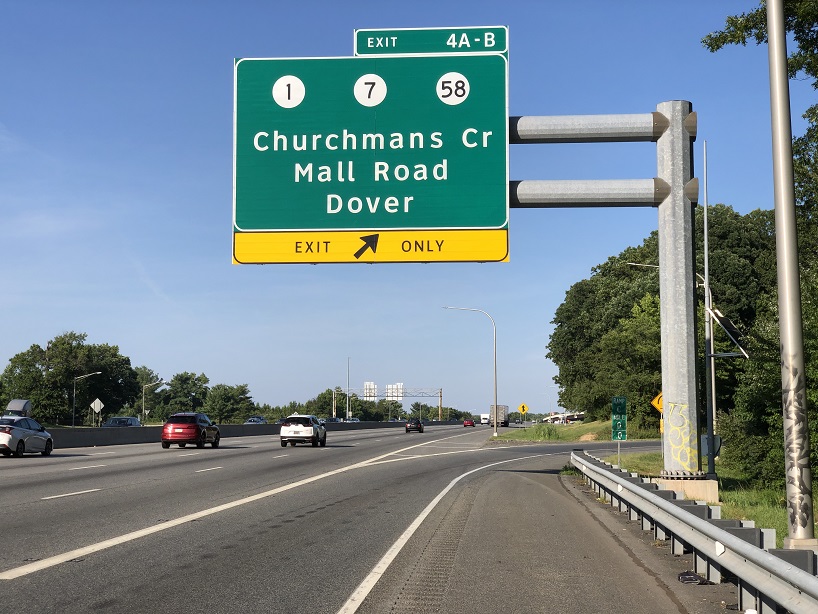 EXIT 4A-B
1 7 58
Churchmans Cr
Mall Road
Dover
EXIT ONLY